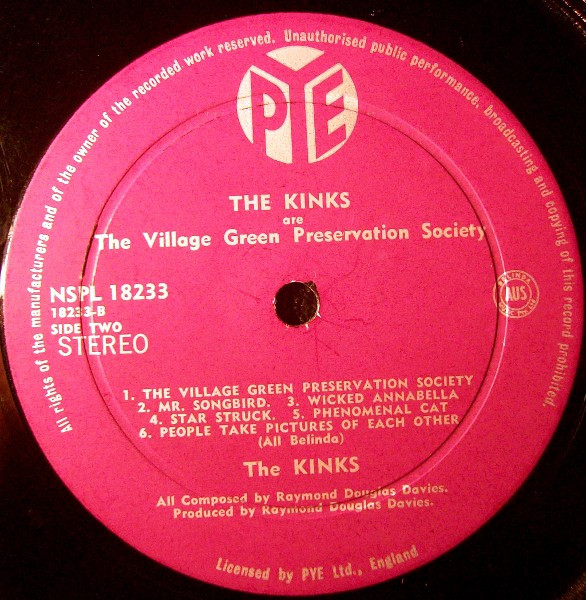 All rights of the manufacturers and of the owner of the recorded work reserved. Unauthorised public performance, broadcasting and copying of this record prohibited.
PYE
THE KINKS
are
The Village Green Preservation Society
NSPL 18233
18233-B
SIDE TWO
STEREO
BELINDA
AUS
1. THE VILLAGE GREEN PRESERVATION SOCIETY
2. MR. SONGBIRD. 3. WICKED ANNABELLA
4. STAR STRUCK. 5. PHENOMENAL CAT
6. PEOPLE TAKE PICTURES OF EACH OTHER
(All Belinda)
The KINKS
All Composed by Raymond Douglas Davies.
Produced by Raymond Douglas Davies.
Licensed by PYE Ltd., England